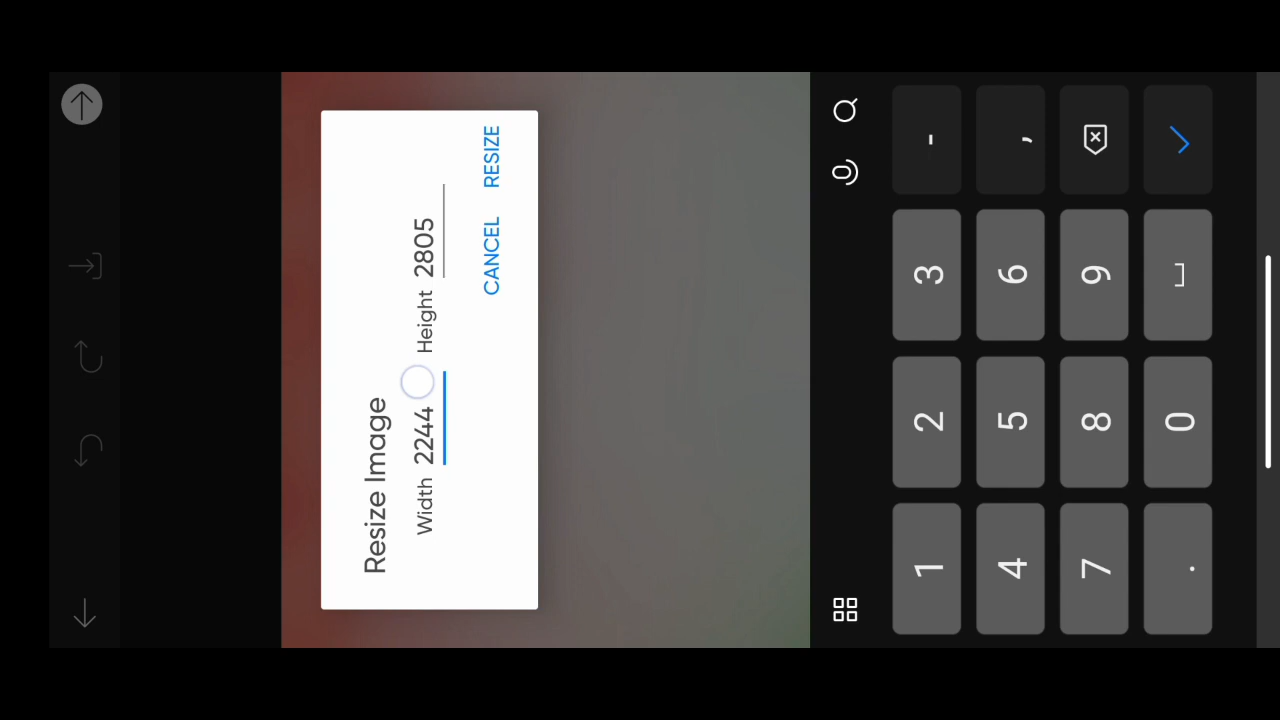 Resize Image
Width 2244 Height 2805
CANCEL RESIZE
1 2 3 -
4 5 6 ,
7 8 9
. 0